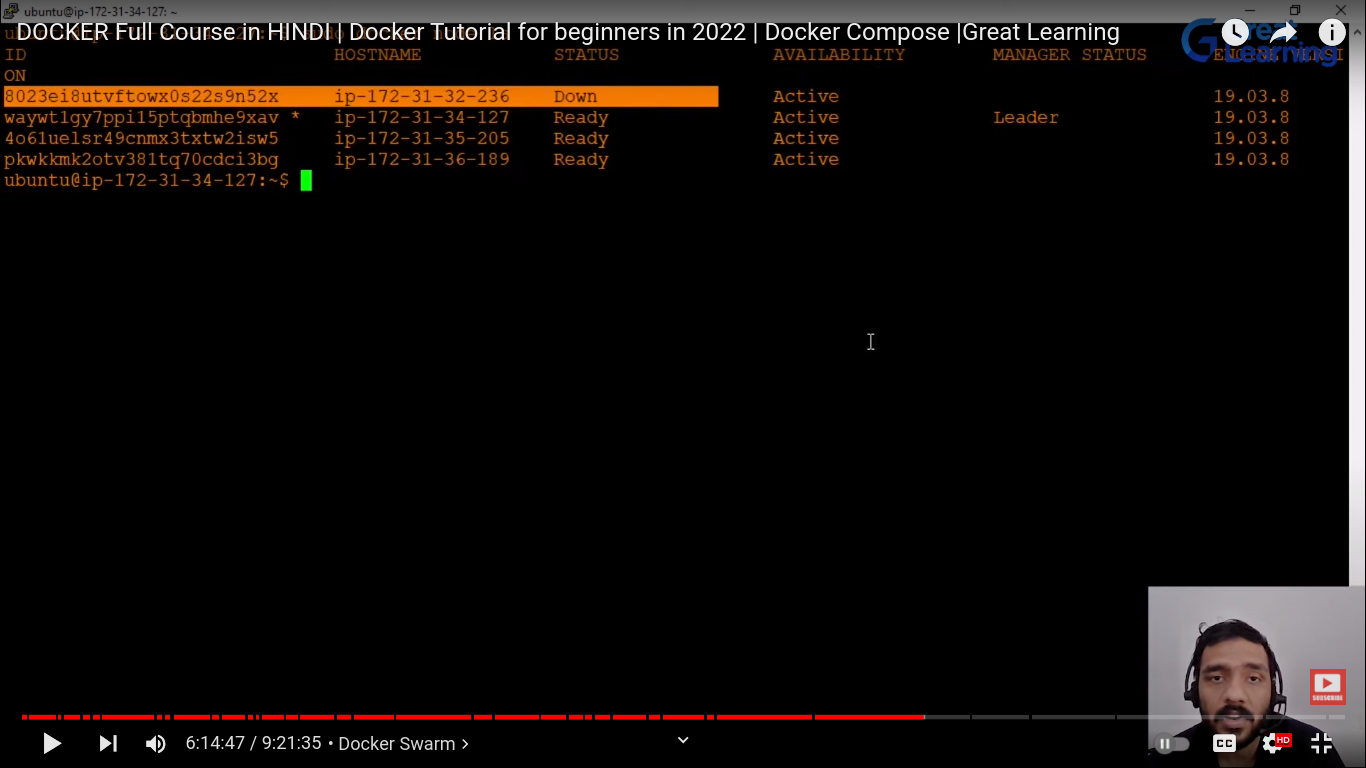 ubuntu@ip-172-31-34-127: ~
DOCKER Full Course in HINDI | Docker Tutorial for beginners in 2022 | Docker Compose |Great Learning
Great Learning
ID HOSTNAME STATUS AVAILABILITY MANAGER STATUS ENGINE VERSI
ON
8023ei8utvftowx0s22s9n52x ip-172-31-32-236 Down Active 19.03.8
waywt1gy7ppi15ptqbmhe9xav * ip-172-31-34-127 Ready Active Leader 19.03.8
4o61uelsr49cnmx3txtw2isw5 ip-172-31-35-205 Ready Active 19.03.8
pkwkkmk2otv381tq70cdci3bg ip-172-31-36-189 Ready Active 19.03.8
ubuntu@ip-172-31-34-127:~$
SUBSCRIBE
6:14:47 / 9:21:35 • Docker Swarm >
CC
HD